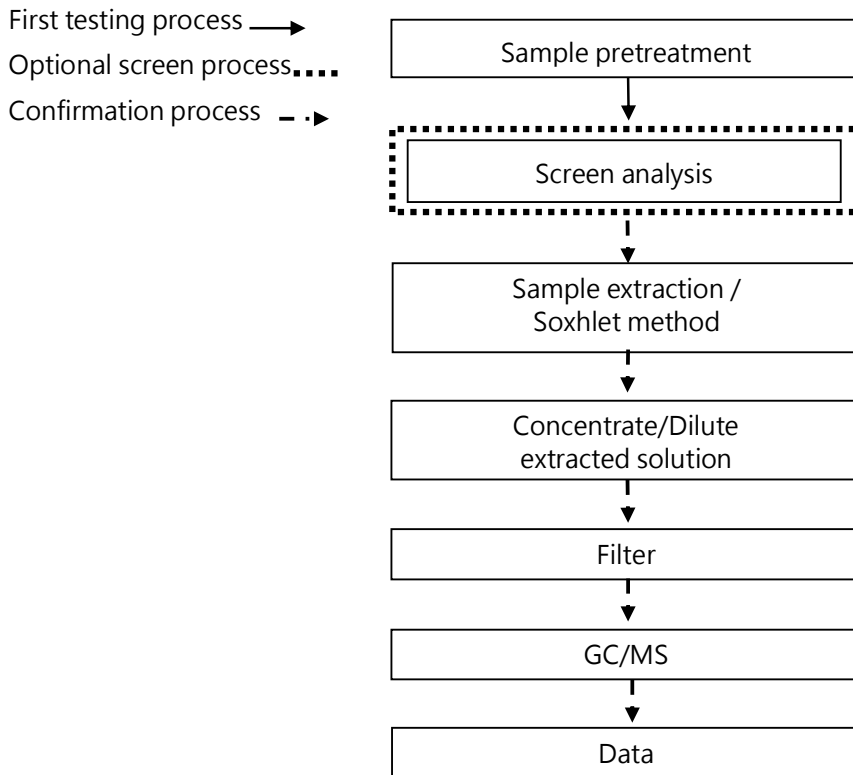 First testing process
Optional screen process
Confirmation process
Sample pretreatment
Screen analysis
Sample extraction /
Soxhlet method
Concentrate/Dilute
extracted solution
Filter
GC/MS
Data